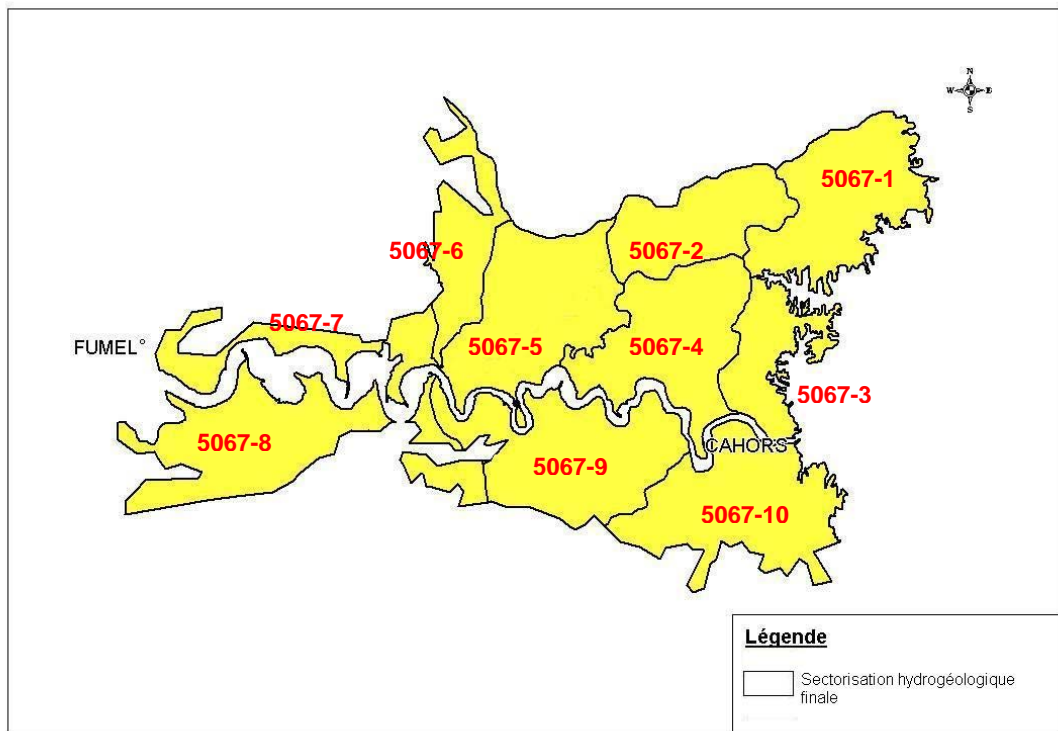 N
W E
S
5067-1
5067-6
5067-2
5067-7
FUMEL°
5067-5
5067-4
5067-3
5067-8
CAHORS
5067-9
5067-10
Légende
Sectorisation hydrogéologique
finale